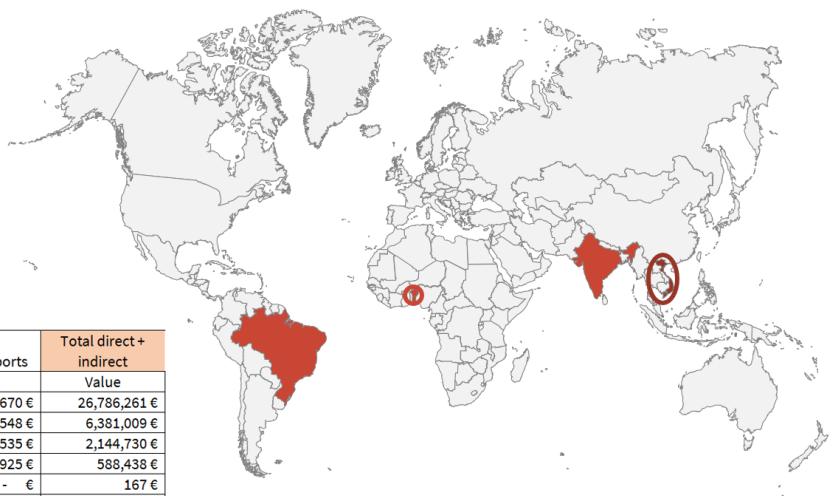 Total direct +
orts indirect
Value
670 € 26,786,261 €
548 € 6,381,009 €
535 € 2,144,730 €
925 € 588,438 €
- € 167 €